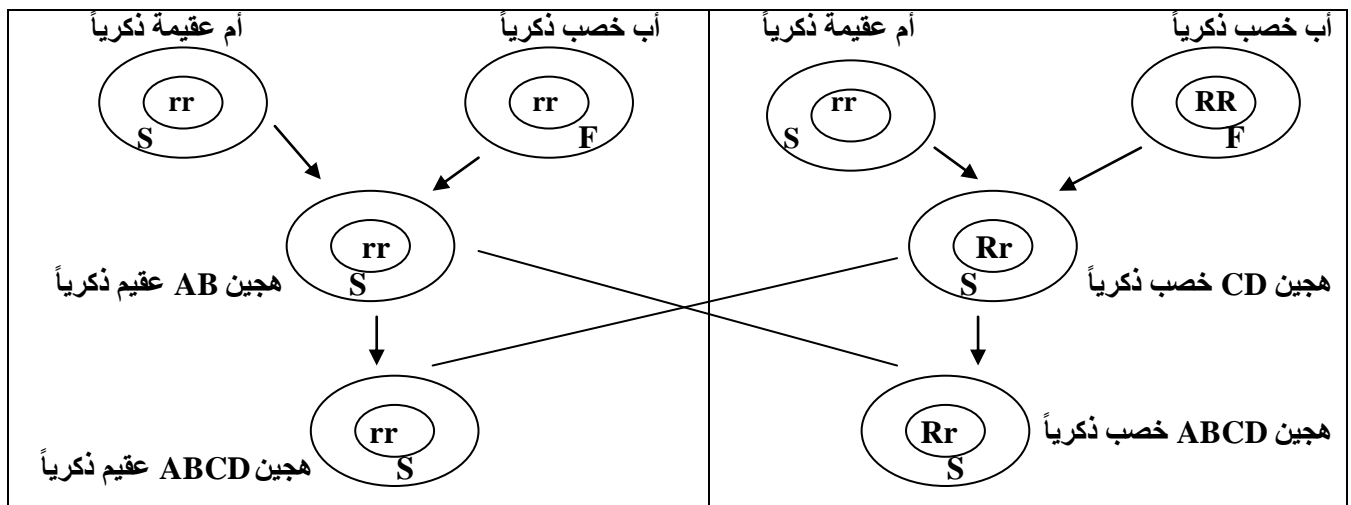 أب خصب ذكرياً أم عقيمة ذكرياً أب خصب ذكرياً أم عقيمة ذكرياً
RR rr rr rr
F S F S
Rr rr
هجين CD خصب ذكرياً S S هجين AB عقيم ذكرياً
هجين ABCD خصب ذكرياً Rr rr
S S هجين ABCD عقيم ذكرياً